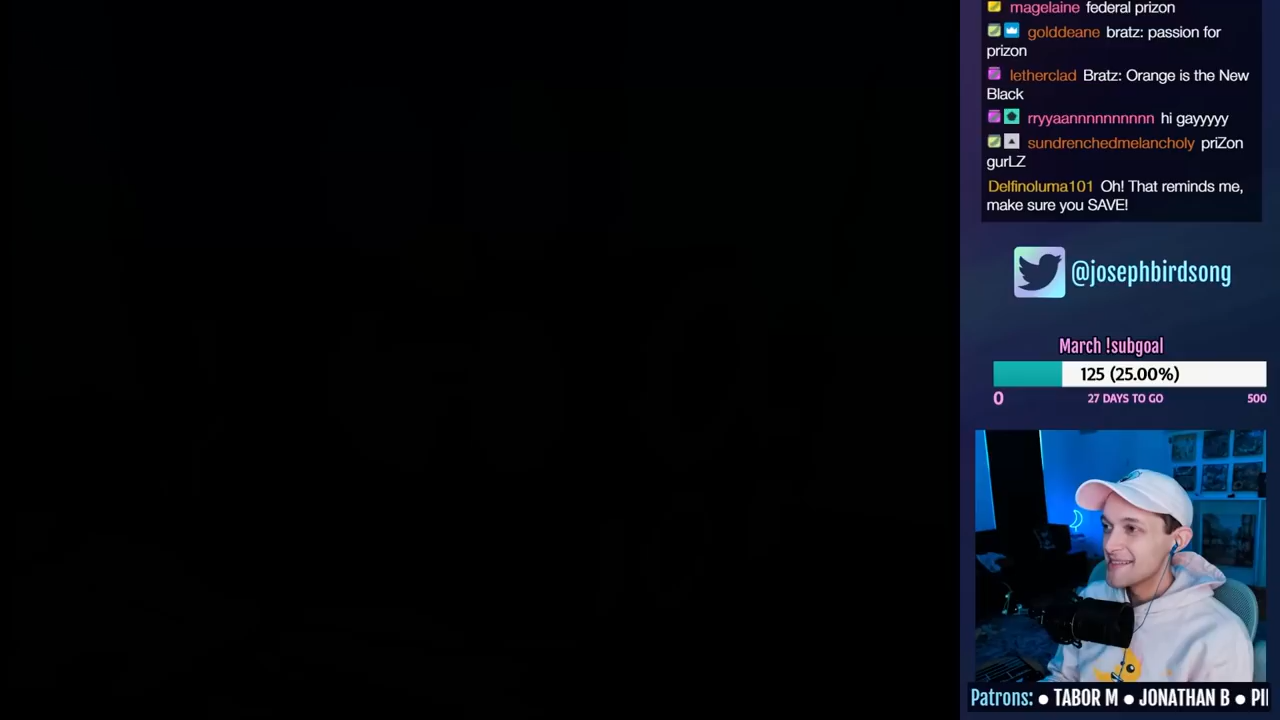 magelaine federal prizon
golddeane bratz: passion for
prizon
letherclad Bratz: Orange is the New
Black
rryyaannnnnnnnnn hi gayyyyy
sundrenchedmelancholy priZon
gurLZ
Delfinoluma101 Oh! That reminds me,
make sure you SAVE!
@josephbirdsong
March !subgoal
125 (25.00%)
0 27 DAYS TO GO 500
Patrons: ● TABOR M ● JONATHAN B ● PI